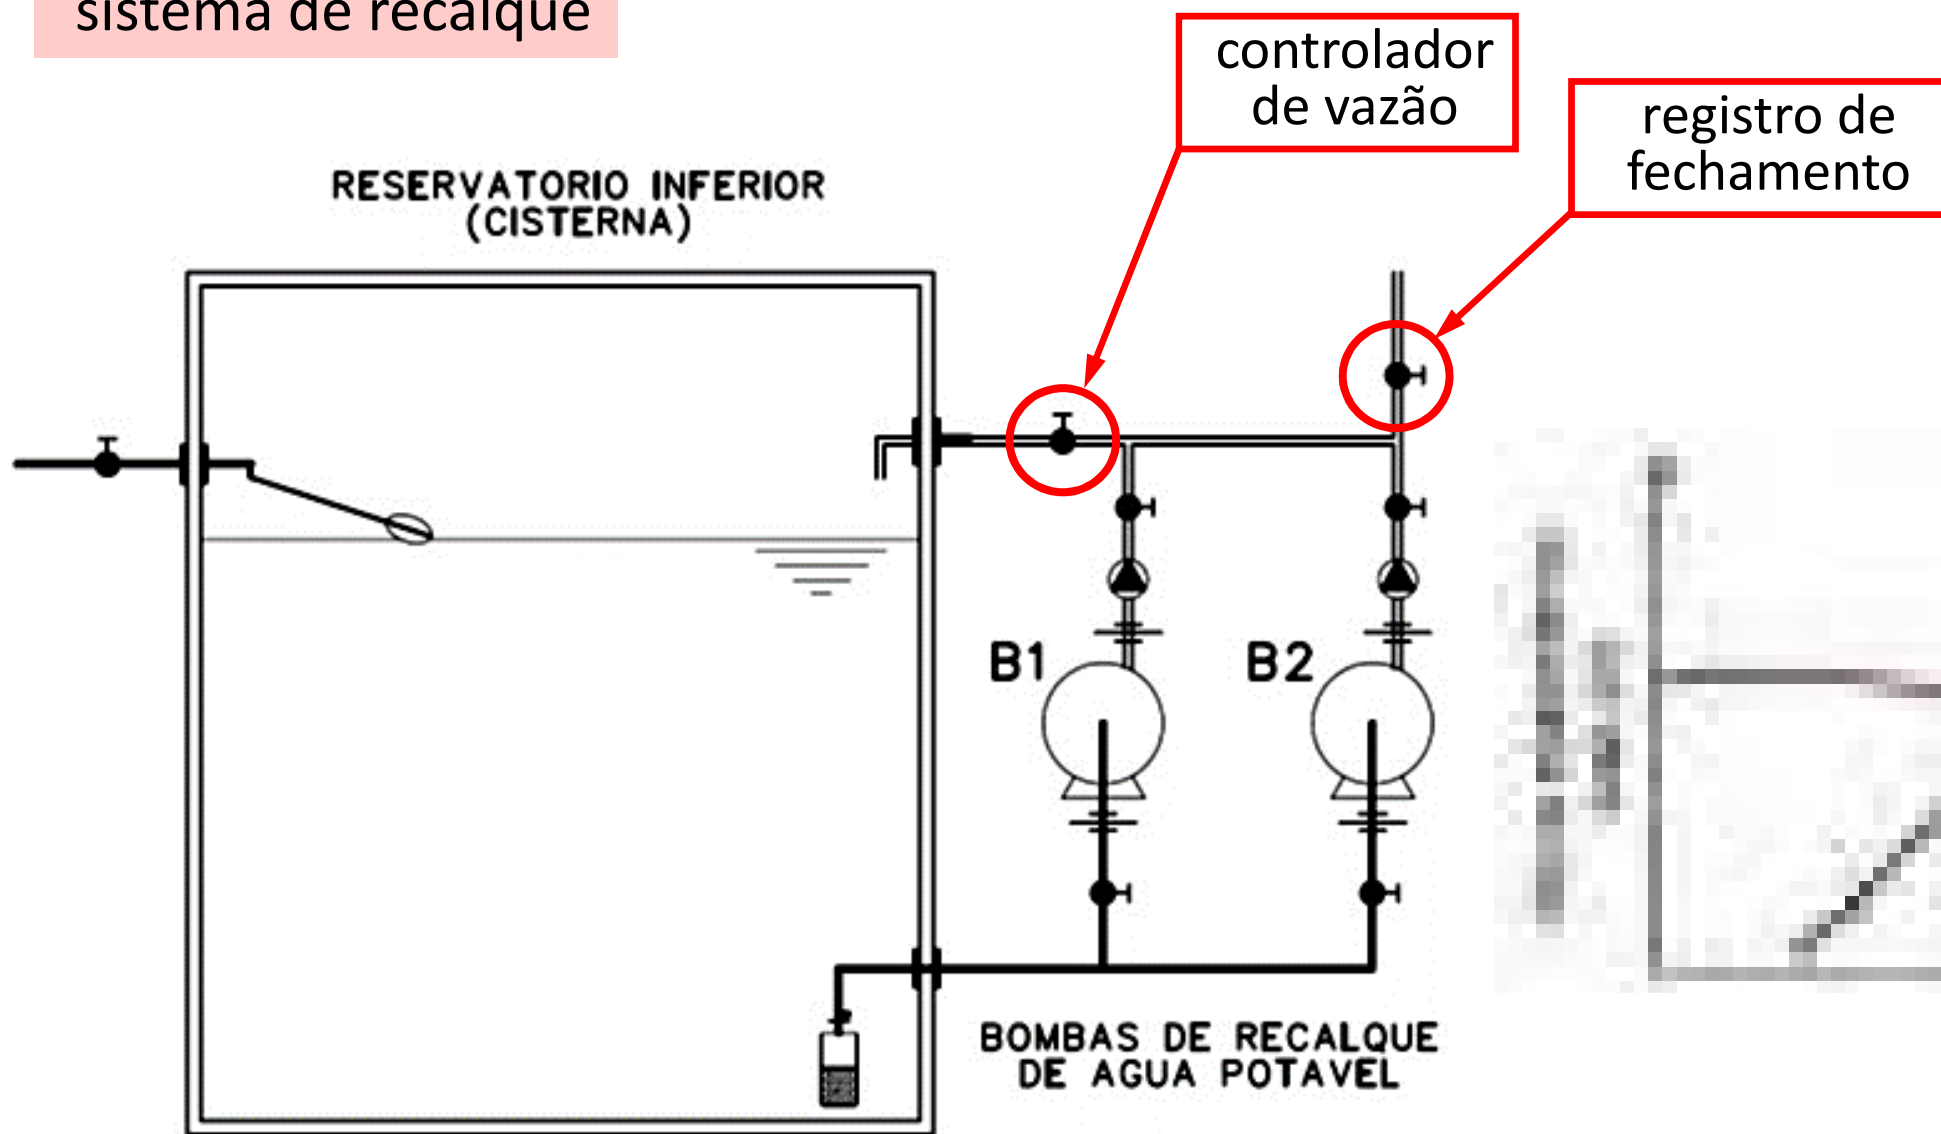 sistema de recalque
controlador
de vazão
registro de
fechamento
RESERVATORIO INFERIOR
(CISTERNA)
B1
B2
BOMBAS DE RECALQUE
DE AGUA POTAVEL